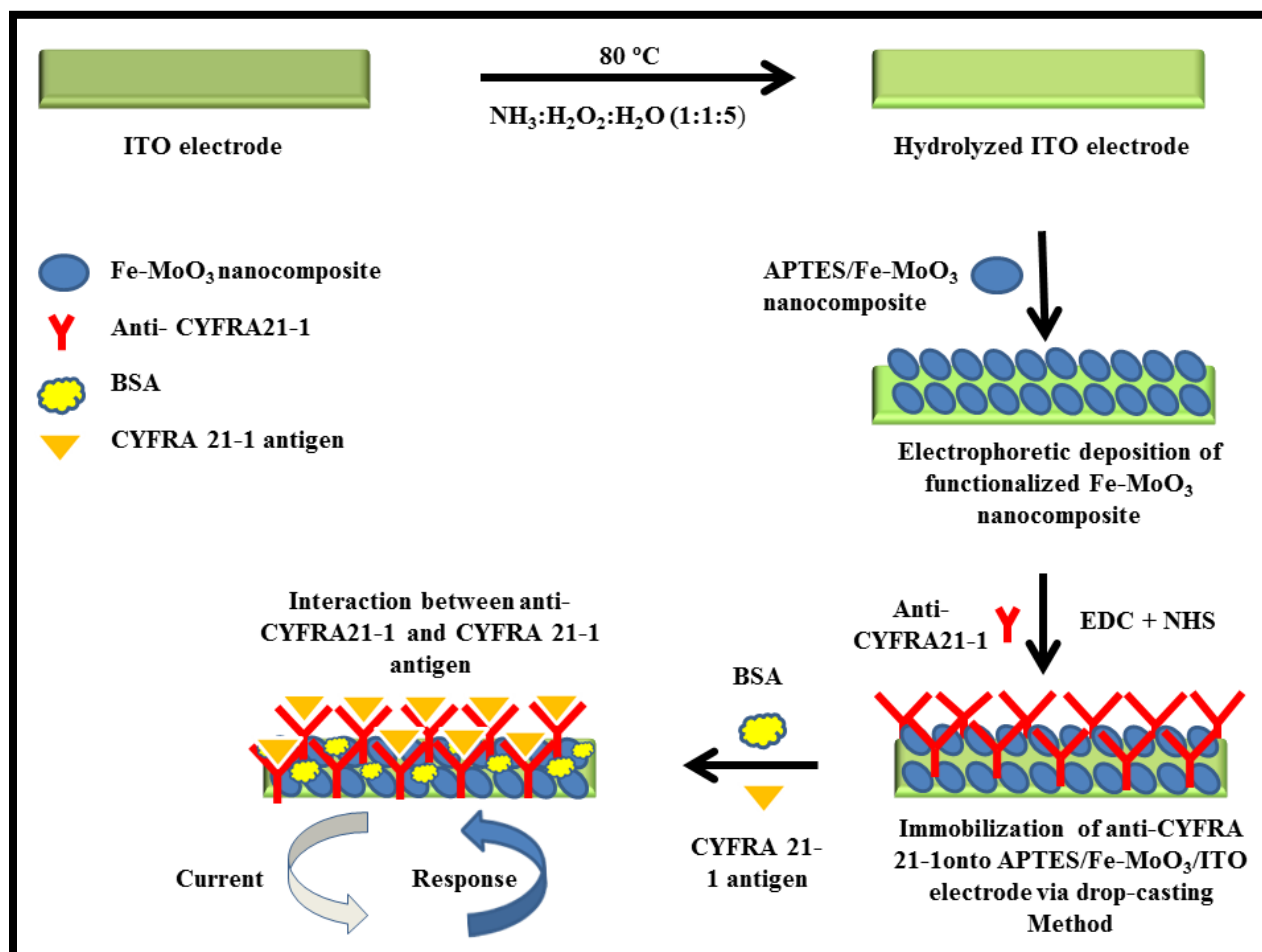 80 ºC
NH₃:H₂O₂:H₂O (1:1:5)
ITO electrode
Hydrolyzed ITO electrode
Fe-MoO₃ nanocomposite
Anti- CYFRA21-1
BSA
CYFRA 21-1 antigen
APTES/Fe-MoO₃
nanocomposite
Electrophoretic deposition of
functionalized Fe-MoO₃
nanocomposite
Anti-
CYFRA21-1
EDC + NHS
Immobilization of anti-CYFRA
21-1onto APTES/Fe-MoO₃/ITO
electrode via drop-casting
Method
BSA
CYFRA 21-
1 antigen
Interaction between anti-
CYFRA21-1 and CYFRA 21-1
antigen
Current
Response